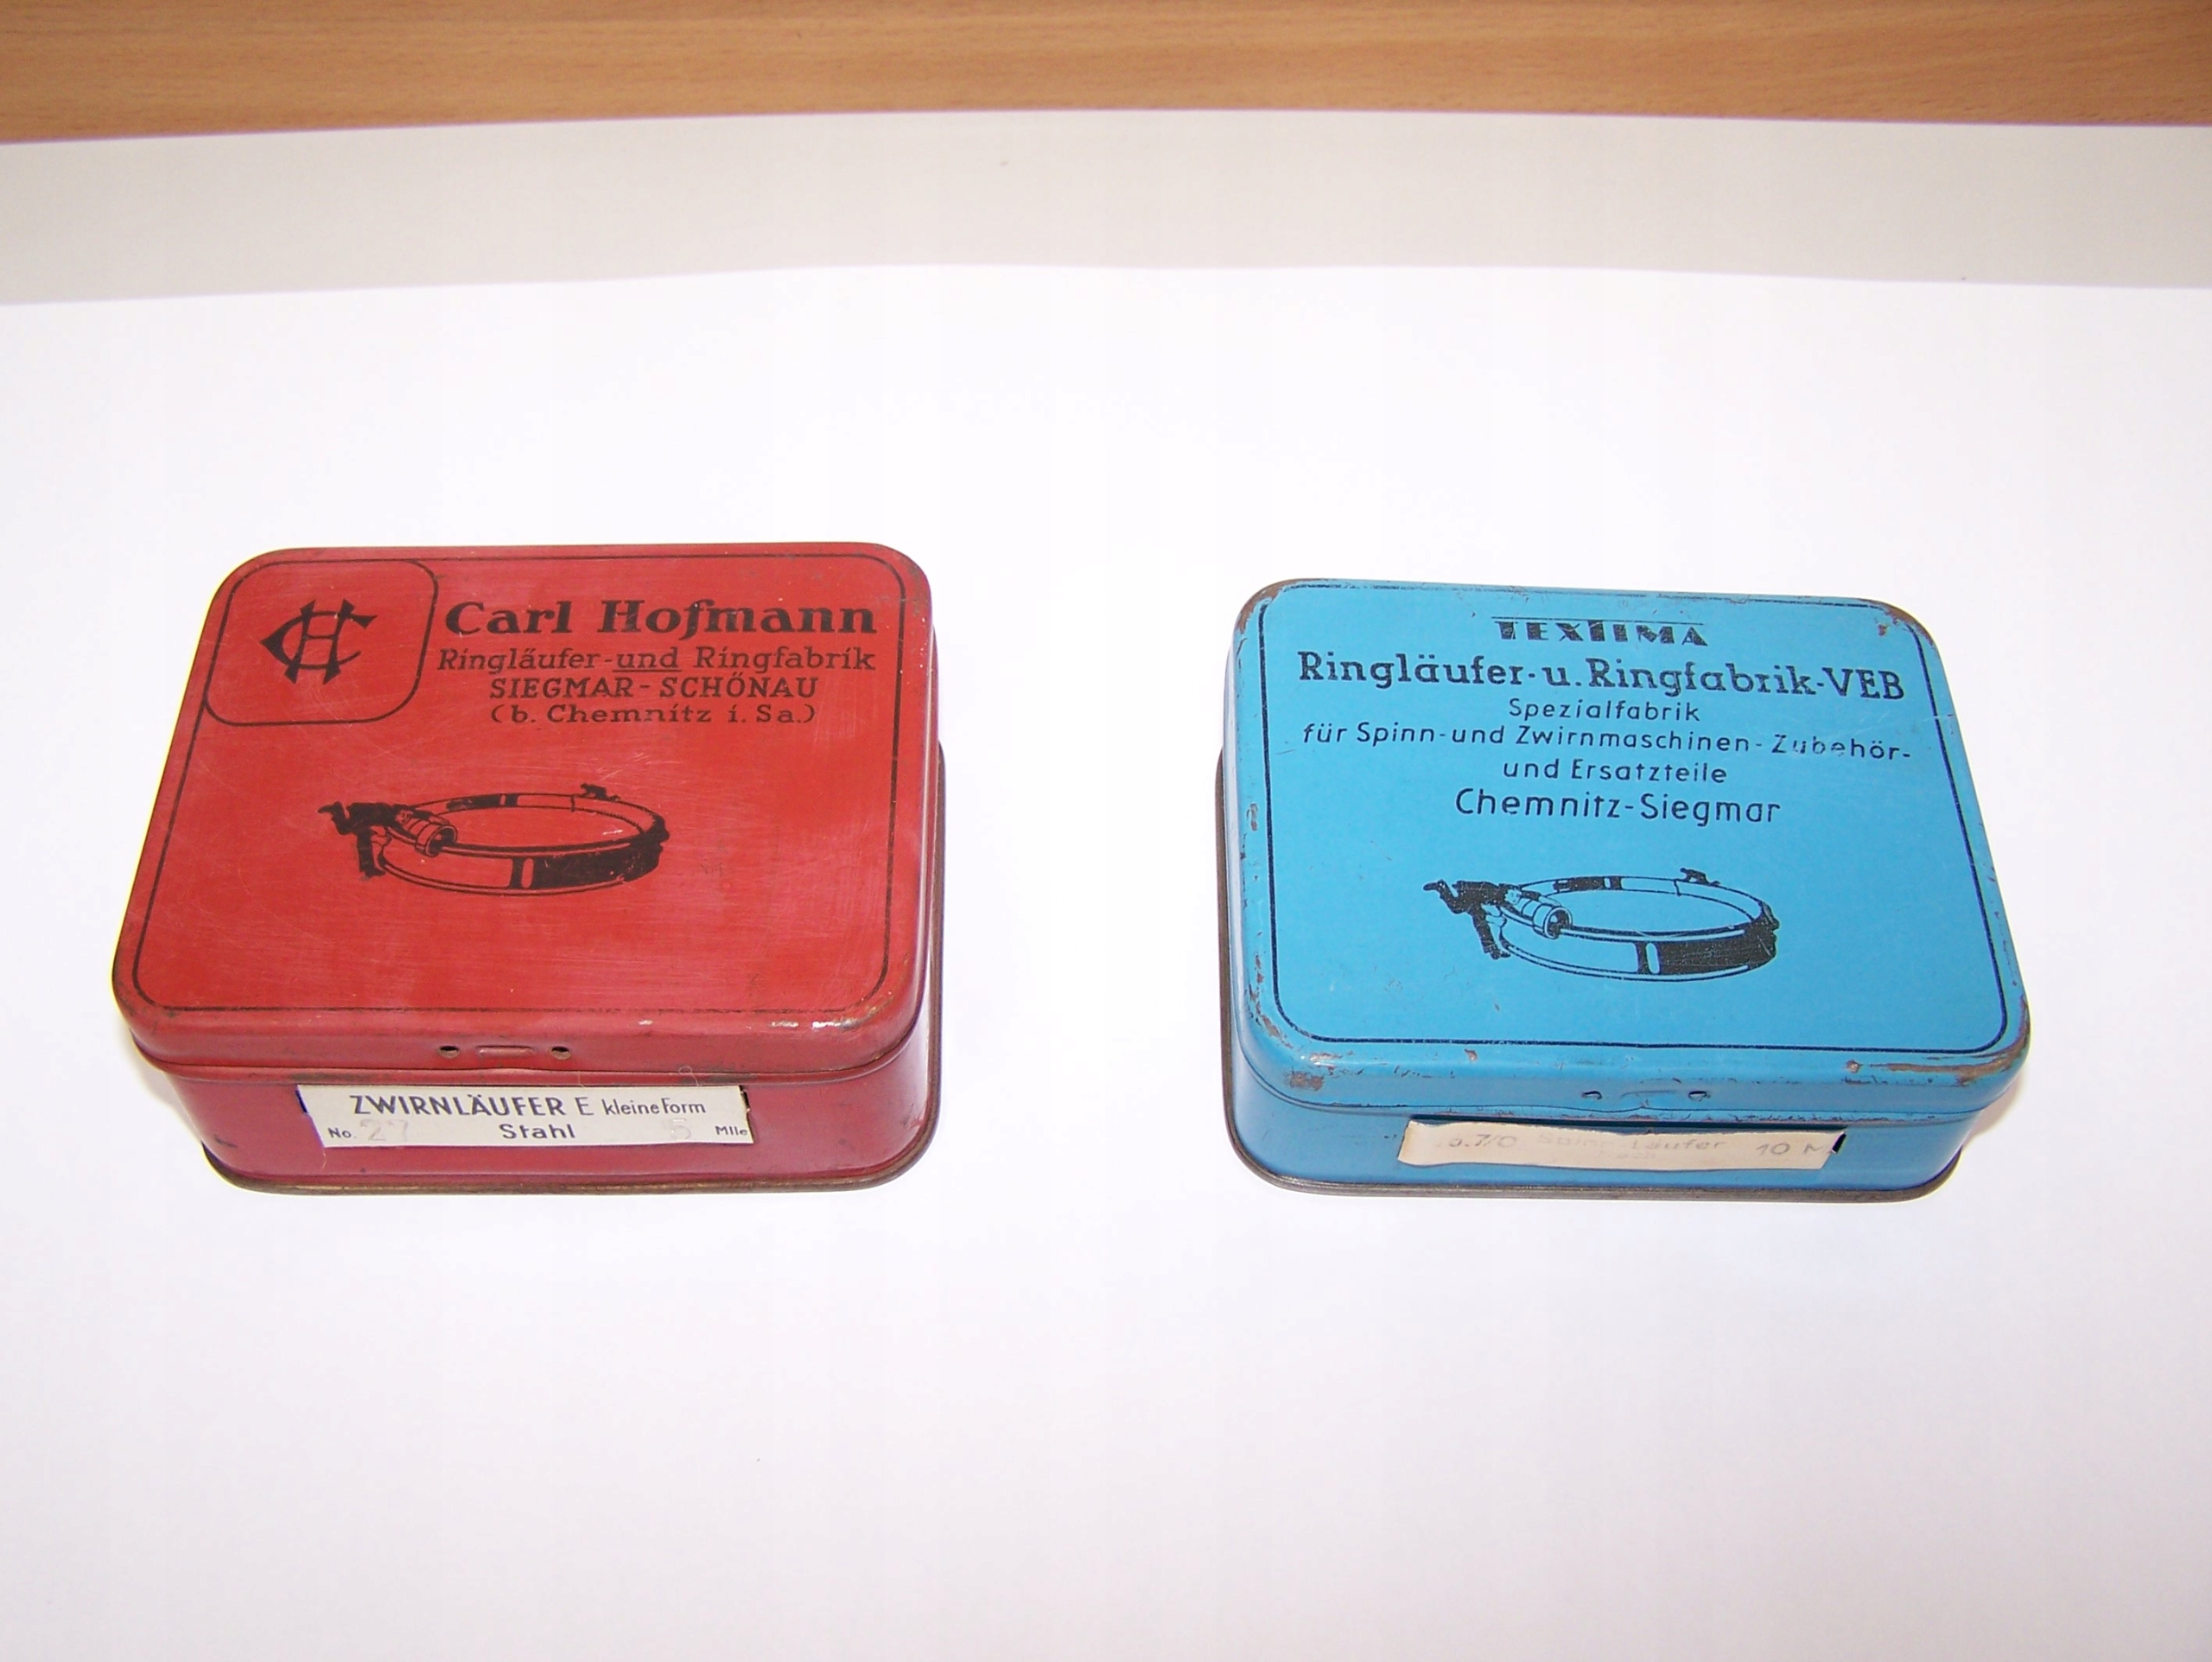 CH
Carl Hofmann
Ringläufer-und Ringfabrik
SIEGMAR-SCHÖNAU
(b. Chemnitz i. Sa.)
ZWIRNLÄUFER E kleine Form
No. 27 Stahl 5 Mlle
TEXTIMA
Ringläufer- u. Ringfabrik-VEB
Spezialfabrik
für Spinn- und Zwirnmaschinen-Zubehör-
und Ersatzteile
Chemnitz-Siegmar
10 M